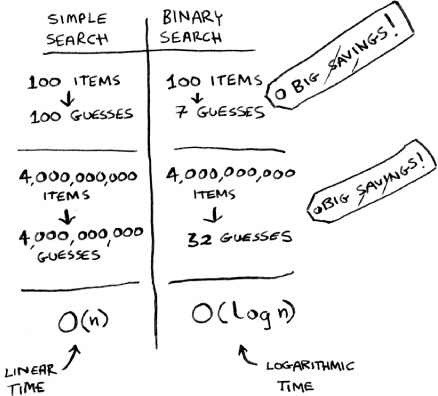 SIMPLE SEARCH
BINARY SEARCH
100 ITEMS
100 GUESSES
100 ITEMS
7 GUESSES
BIG SAVINGS!
4,000,000,000 ITEMS
4,000,000,000 GUESSES
4,000,000,000 ITEMS
32 GUESSES
BIG SAVINGS!
O(n)
O(log n)
LINEAR TIME
LOGARITHMIC TIME